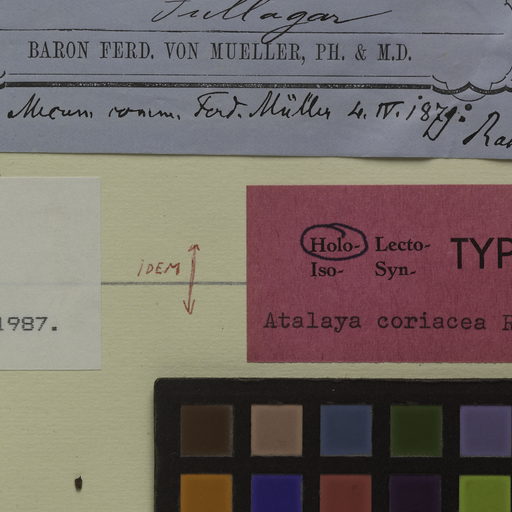 Fullagar
BARON FERD. VON MUELLER, PH. & M.D.
Mecum comm. Ferd. Müller 4. IV. 1879.
1987.
IDEM
Holo- Lecto- TYP
Iso- Syn-
Atalaya coriacea R